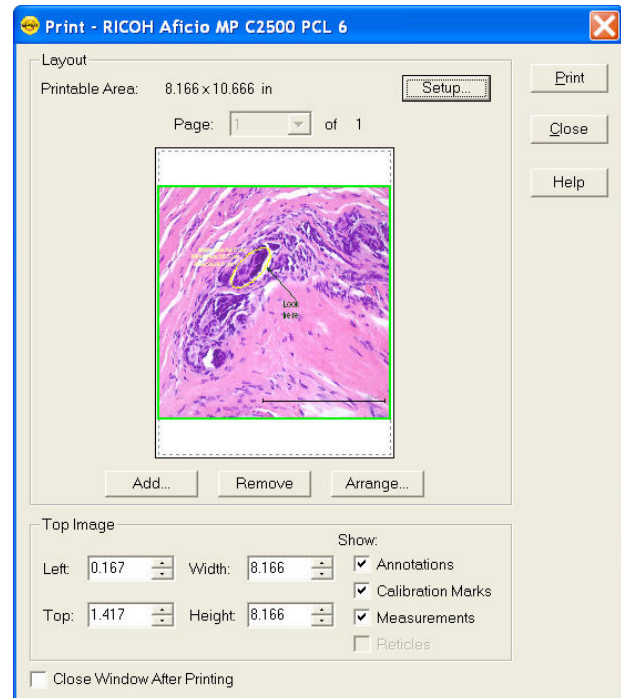 Print - RICOH Aficio MP C2500 PCL 6
Layout
Printable Area: 8.166 x 10.666 in
Setup...
Print
Page: 1 of 1
Close
Help
Look
here
Add... Remove Arrange...
Top Image
Show:
Left: 0.167 Width: 8.166 Annotations
Calibration Marks
Top: 1.417 Height: 8.166 Measurements
Reticles
Close Window After Printing